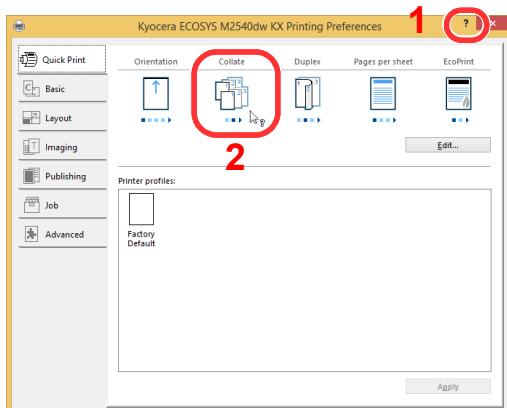 Kyocera ECOSYS M2540dw KX Printing Preferences
1
?
×
Quick Print
Basic
Layout
Imaging
Publishing
Job
Advanced
Orientation Collate Duplex Pages per sheet EcoPrint
2
Edit...
Printer profiles:
Factory
Default
Apply